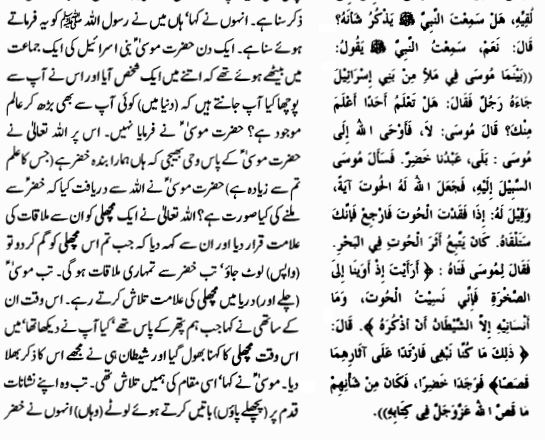 لُقِيِّهِ، هَلْ سَمِعْتَ النَّبِيَّ ﷺ يَذْكُرُ شَأْنَهُ؟
قَالَ: نَعَمْ، سَمِعْتُ النَّبِيَّ ﷺ يَقُولُ:
((بَيْنَمَا مُوسَى فِي مَلَأٍ مِنْ بَنِي إِسْرَائِيلَ
جَاءَهُ رَجُلٌ فَقَالَ: هَلْ تَعْلَمُ أَحَدًا أَعْلَمَ
مِنْكَ؟ قَالَ مُوسَى: لاَ، فَأَوْحَى اللهُ إِلَى
مُوسَى : بَلَى، عَبْدُنَا خَضِرٌ. فَسَأَلَ مُوسَى
السَّبِيْلَ إِلَيْهِ، فَجَعَلَ اللهُ لَهُ الْحُوتَ آيَةً،
وَقِيْلَ لَهُ: إِذَا فَقَدْتَ الْحُوتَ فَارْجِعْ فَإِنَّكَ
سَتَلْقَاهُ. كَانَ يَتَّبِعُ أَثَرَ الْحُوتِ فِي الْبَحْرِ.
فَقَالَ لِمُوسَى فَتَاهُ : ﴿ أَرَأَيْتَ إِذْ أَوَيْنَا إِلَى
الصَّخْرَةِ فَإِنِّي نَسِيتُ الْحُوتَ، وَمَا
أَنْسَانِيْهِ إِلاَّ الشَّيْطَانُ أَنْ أَذْكُرَهُ ﴾. قَالَ:
﴿ ذَلِكَ مَا كُنَّا نَبْغِي فَارْتَدَّا عَلَى آثَارِهِمَا
قَصَصًا﴾ فَوَجَدَا خَضِرًا، فَكَانَ مِنْ شَأْنِهِمْ
مَا قَصَّ اللهُ عَزَّوَجَلَّ فِي كِتَابِهِ)).
ذکر سنا ہے۔ انہوں نے کہا‘ ہاں میں نے رسول اللہ ﷺ کو یہ فرماتے
ہوئے سنا ہے۔ ایک دن حضرت موسیٰؑ بنی اسرائیل کی ایک جماعت
میں بیٹھے ہوئے تھے کہ اتنے میں ایک شخص آیا اور اس نے آپ سے
پوچھا کیا آپ جانتے ہیں کہ (دنیا میں) کوئی آپ سے بھی بڑھ کر عالم
موجود ہے؟ حضرت موسیٰؑ نے فرمایا نہیں۔ اس پر اللہ تعالیٰ نے
حضرت موسیٰؑ کے پاس وحی بھیجی کہ ہاں ہمارا بندہ خضر ہے (جس کا علم
تم سے زیادہ ہے) حضرت موسیٰؑ نے اللہ سے دریافت کیا کہ خضرؑ سے
ملنے کی کیا صورت ہے؟ اللہ تعالیٰ نے ایک مچھلی کو ان سے ملاقات کی
علامت قرار دیا اور ان سے کہہ دیا کہ جب تم اس مچھلی کو گم کر دو تو
(واپس) لوٹ جاؤ‘ تب خضر سے تمہاری ملاقات ہو گی۔ تب موسیٰؑ
(چلے اور) دریا میں مچھلی کی علامت تلاش کرتے رہے۔ اس وقت ان
کے ساتھی نے کہا جب ہم پتھر کے پاس تھے‘ کیا آپ نے دیکھا تھا‘ میں
اس وقت مچھلی کا کہنا بھول گیا اور شیطان ہی نے مجھے اس کا ذکر بھلا
دیا۔ موسیٰؑ نے کہا‘ اسی مقام کی ہمیں تلاش تھی۔ تب وہ اپنے نشانات
قدم پر (پچھلے پاؤں) باتیں کرتے ہوئے لوٹے (وہاں) انہوں نے خضر